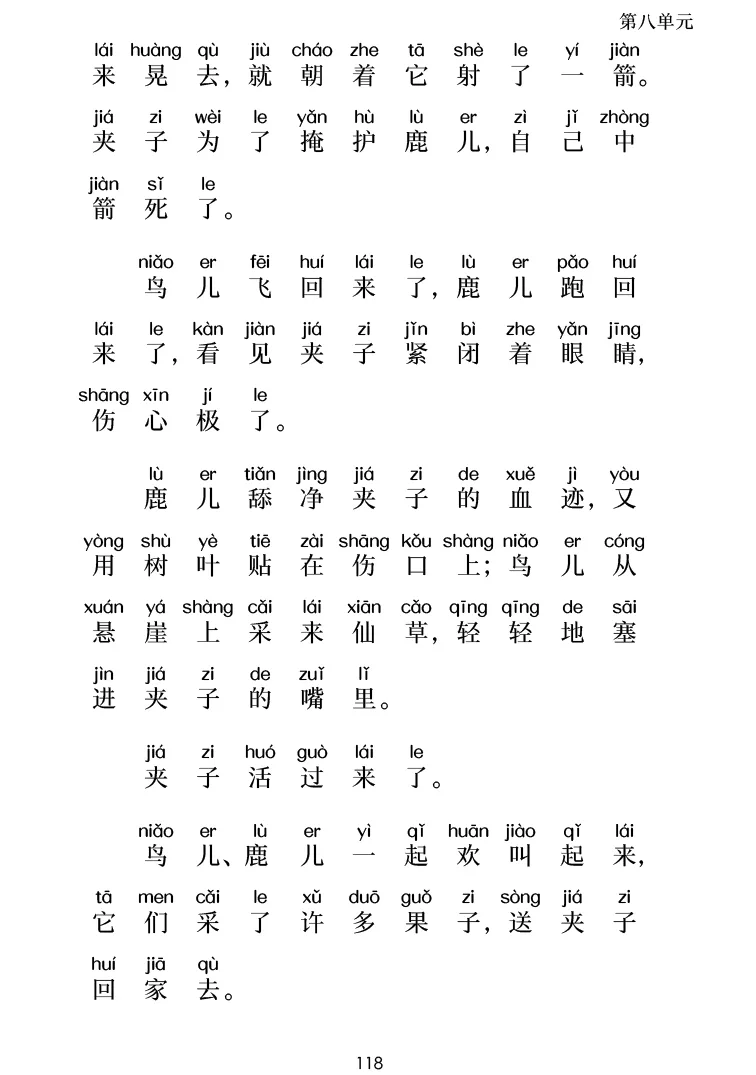 第八单元
lái huàng qù jiù cháo zhe tā shè le yí jiàn
来晃去，就朝着它射了一箭。
jiá zi wèi le yǎn hù lù er zì jǐ zhòng
夹子为了掩护鹿儿，自己中
jiàn sǐ le
箭死了。
niǎo er fēi huí lái le lù er pǎo huí
鸟儿飞回来了，鹿儿跑回
lái le kàn jiàn jiá zi jǐn bì zhe yǎn jīng
来了，看见夹子紧闭着眼睛，
shāng xīn jí le
伤心极了。
lù er tiǎn jìng jiá zi de xuě jì yòu
鹿儿舔净夹子的血迹，又
yòng shù yè tiē zài shāng kǒu shàng niǎo er cóng
用树叶贴在伤口上；鸟儿从
xuán yá shàng cǎi lái xiān cǎo qīng qīng de sāi
悬崖上采来仙草，轻轻地塞
jìn jiá zi de zuǐ lǐ
进夹子的嘴里。
jiá zi huó guò lái le
夹子活过来了。
niǎo er lù er yì qǐ huān jiào qǐ lái
鸟儿、鹿儿一起欢叫起来，
tā men cǎi le xǔ duō guǒ zi sòng jiá zi
它们采了许多果子，送夹子
huí jiā qù
回家去。
118